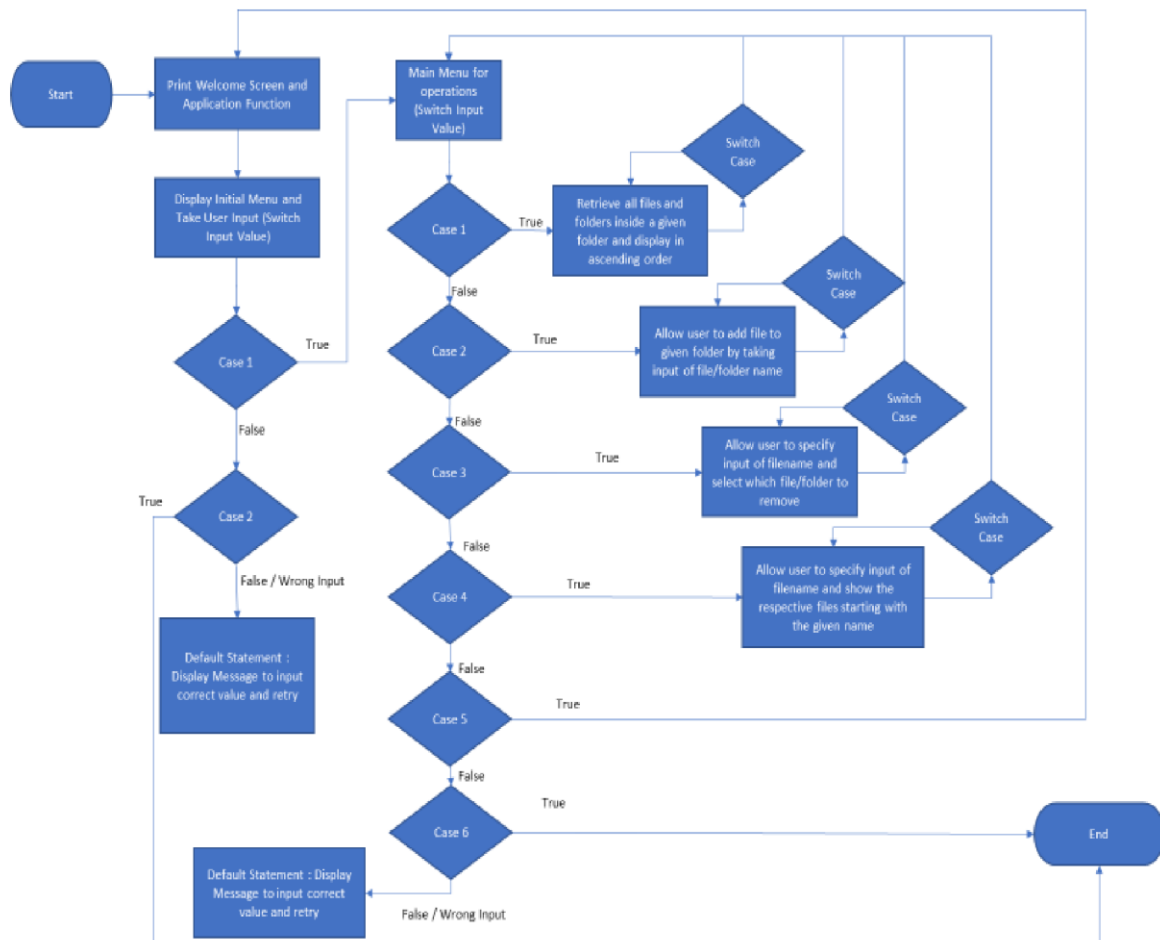 Start
Print Welcome Screen and
Application Function
Display Initial Menu and
Take User Input (Switch
Input Value)
Case 1
True
False
Case 2
True
False / Wrong Input
Default Statement :
Display Message to input
correct value and retry
Main Menu for
operations
(Switch Input
Value)
Case 1
True
Retrieve all files and
folders inside a given
folder and display in
ascending order
Switch
Case
False
Case 2
True
Allow user to add file to
given folder by taking
input of file/folder name
Switch
Case
False
Case 3
True
Allow user to specify
input of filename and
select which file/folder to
remove
Switch
Case
False
Case 4
True
Allow user to specify input of
filename and show the
respective files starting with
the given name
Switch
Case
False
Case 5
True
False
Case 6
True
End
False / Wrong Input
Default Statement : Display
Message to input correct
value and retry